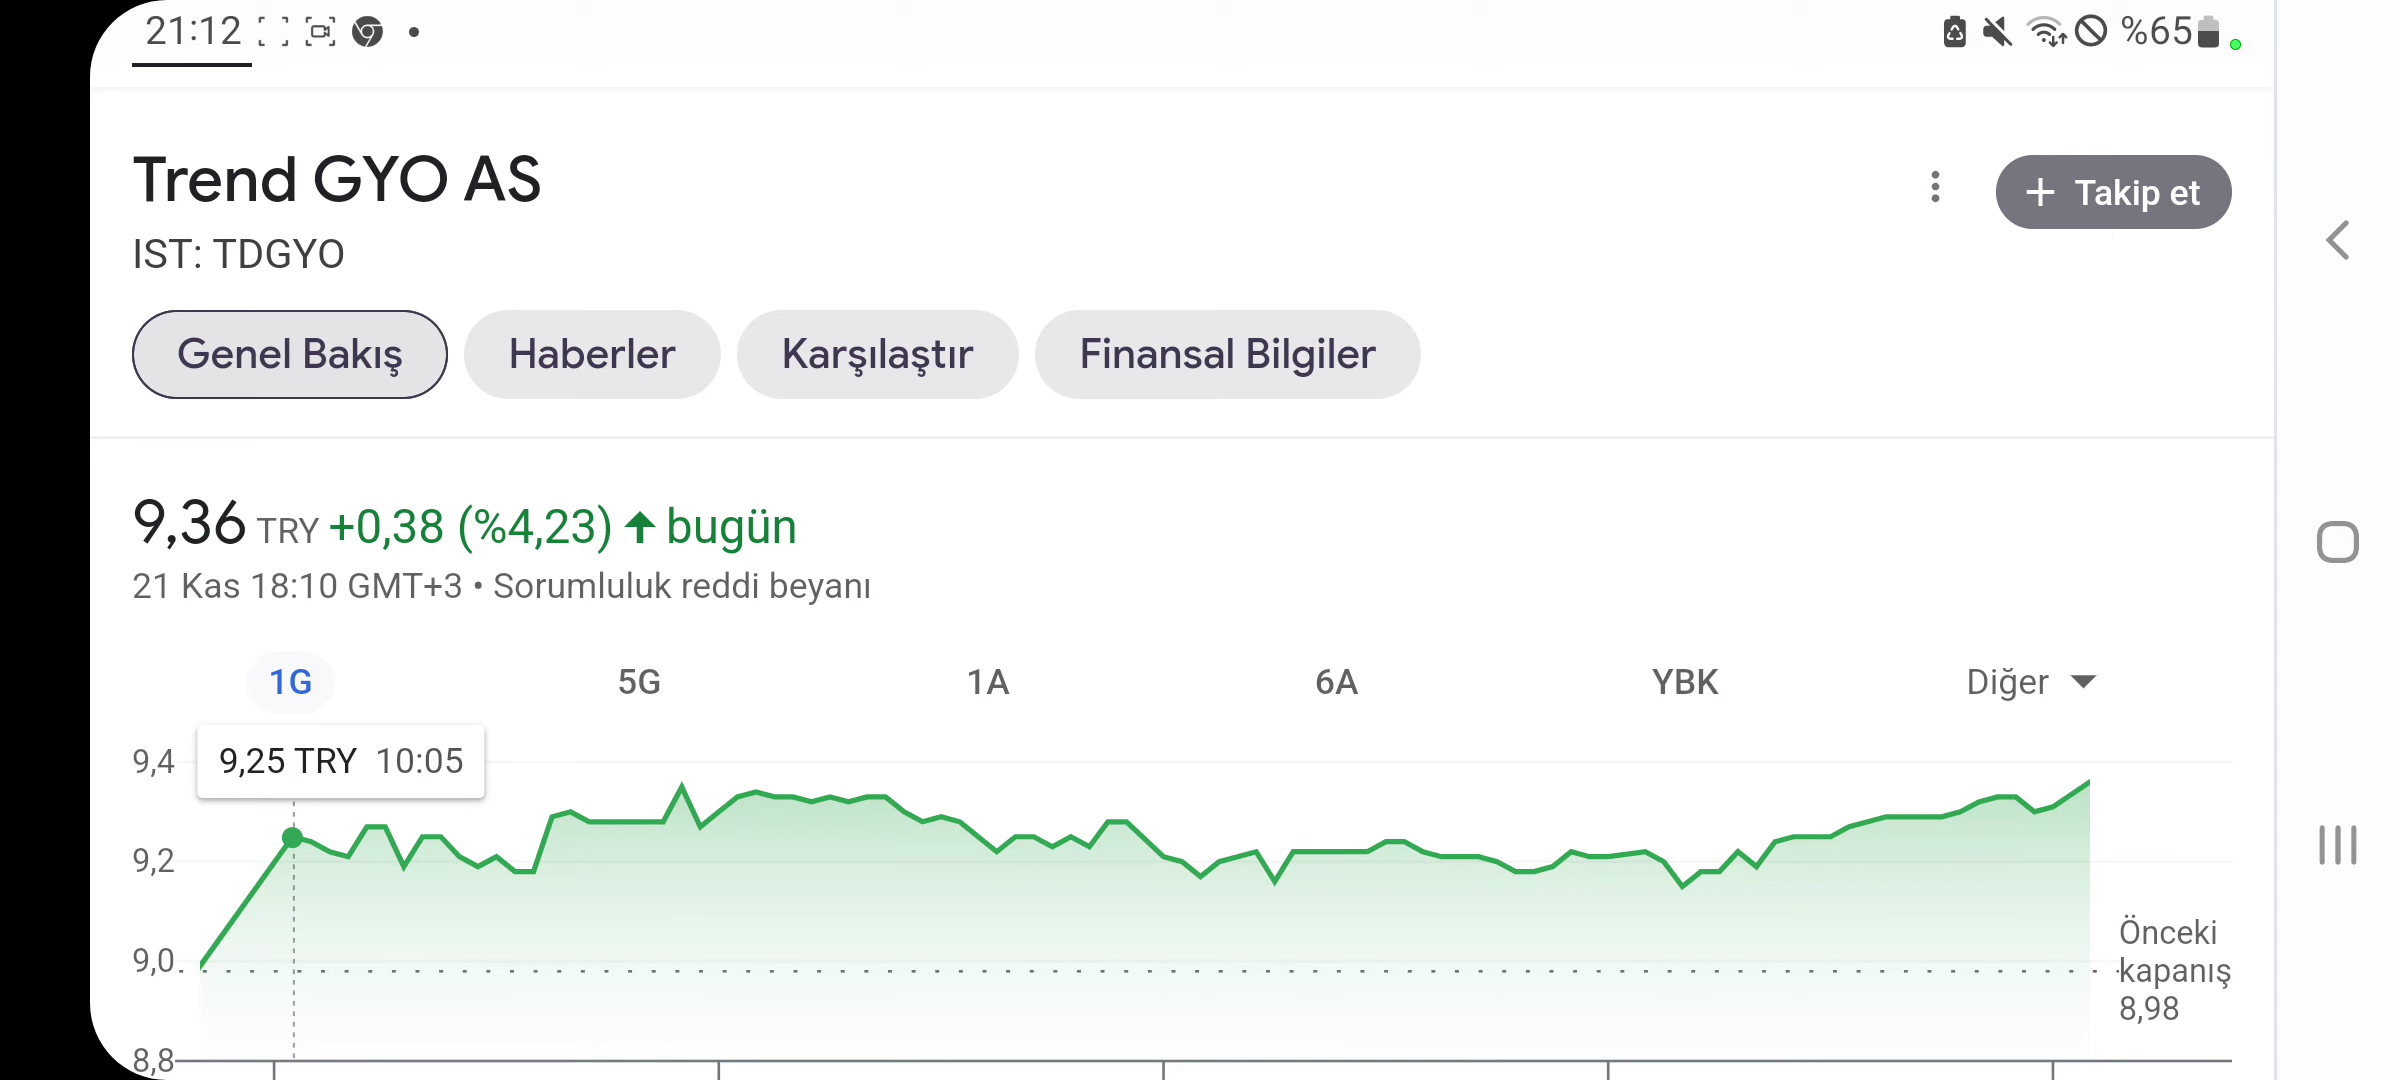 21:12
%65
Trend GYO AS
+ Takip et
IST: TDGYO
Genel Bakış
Haberler
Karşılaştır
Finansal Bilgiler
9,36 TRY +0,38 (%4,23) ↑ bugün
21 Kas 18:10 GMT+3 • Sorumluluk reddi beyanı
1G
5G
1A
6A
YBK
Diğer
9,25 TRY 10:05
9,4
9,2
9,0
8,8
Önceki
kapanış
8,98